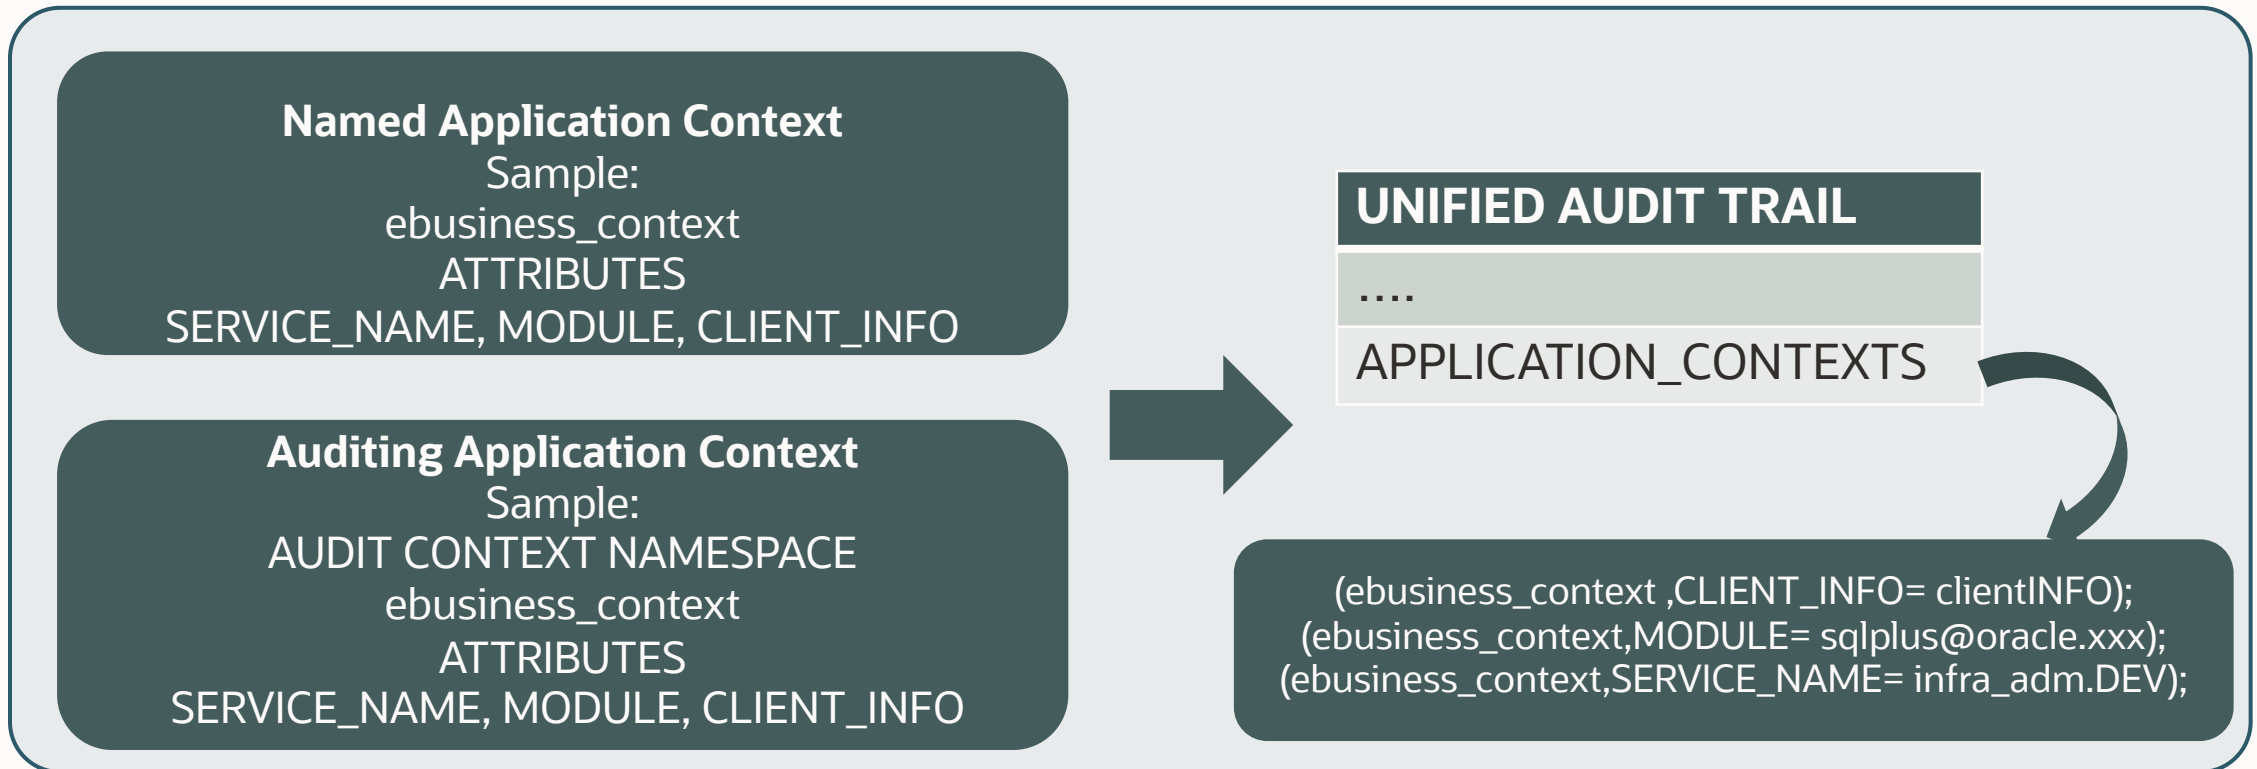 Named Application Context
Sample:
ebusiness_context
ATTRIBUTES
SERVICE_NAME, MODULE, CLIENT_INFO
Auditing Application Context
Sample:
AUDIT CONTEXT NAMESPACE
ebusiness_context
ATTRIBUTES
SERVICE_NAME, MODULE, CLIENT_INFO
UNIFIED AUDIT TRAIL
....
APPLICATION_CONTEXTS
(ebusiness_context ,CLIENT_INFO= clientINFO);
(ebusiness_context,MODULE= sqlplus@oracle.xxx);
(ebusiness_context,SERVICE_NAME= infra_adm.DEV);